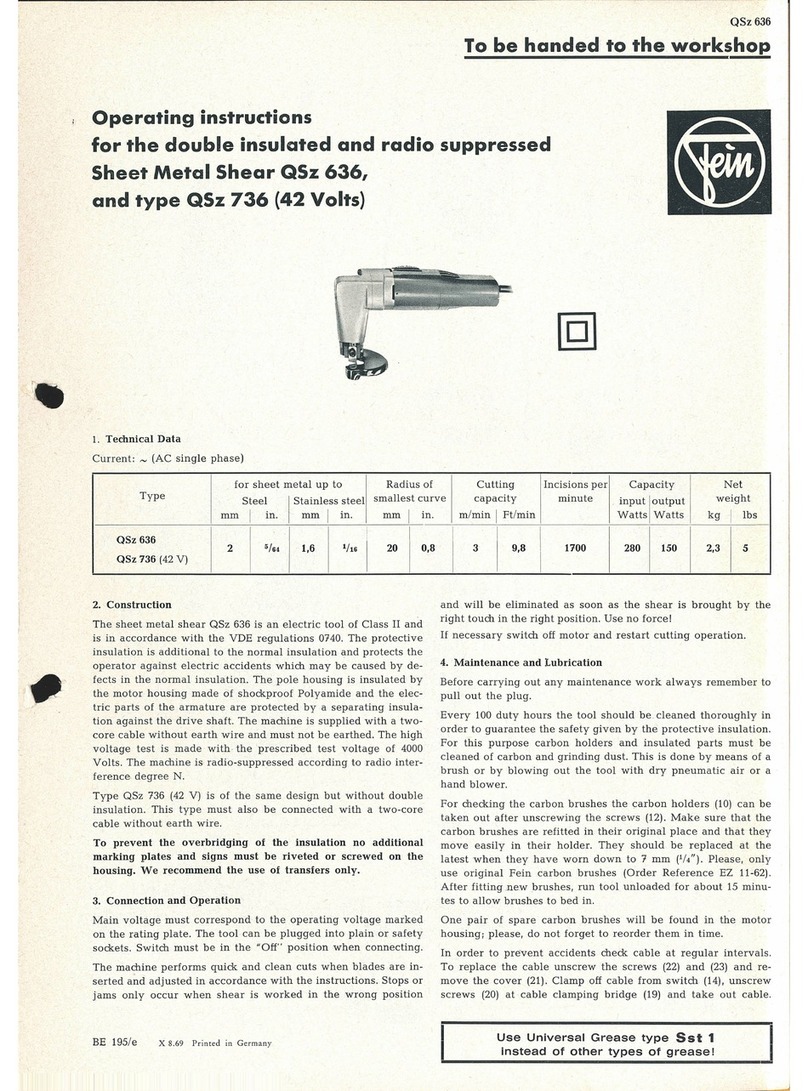 QSz 636
To be handed to the workshop
Operating instructions
for the double insulated and radio suppressed
Sheet Metal Shear QSz 636,
and type QSz 736 (42 Volts)
Fein
1. Technical Data
Current: ~ (AC single phase)
Type
for sheet metal up to
Steel | Stainless steel
mm | in. | mm | in.
Radius of
smallest curve
mm | in.
Cutting
capacity
m/min | Ft/min
Incisions per
minute
Capacity
input | output
Watts | Watts
Net
weight
kg | lbs
QSz 636
QSz 736 (42 V)
2 | 5/64 | 1,6 | 1/16 | 20 | 0,8 | 3 | 9,8 | 1700 | 280 | 150 | 2,3 | 5
2. Construction
The sheet metal shear QSz 636 is an electric tool of Class II and
is in accordance with the VDE regulations 0740. The protective
insulation is additional to the normal insulation and protects the
operator against electric accidents which may be caused by de-
fects in the normal insulation. The pole housing is insulated by
the motor housing made of shockproof Polyamide and the elec-
tric parts of the armature are protected by a separating insula-
tion against the drive shaft. The machine is supplied with a two-
core cable without earth wire and must not be earthed. The high
voltage test is made with the prescribed test voltage of 4000
Volts. The machine is radio-suppressed according to radio inter-
ference degree N.
Type QSz 736 (42 V) is of the same design but without double
insulation. This type must also be connected with a two-core
cable without earth wire.
To prevent the overbridging of the insulation no additional
marking plates and signs must be riveted or screwed on the
housing. We recommend the use of transfers only.
3. Connection and Operation
Main voltage must correspond to the operating voltage marked
on the rating plate. The tool can be plugged into plain or safety
sockets. Switch must be in the "Off" position when connecting.
The machine performs quick and clean cuts when blades are in-
serted and adjusted in accordance with the instructions. Stops or
jams only occur when shear is worked in the wrong position
and will be eliminated as soon as the shear is brought by the
right touch in the right position. Use no force!
If necessary switch off motor and restart cutting operation.
4. Maintenance and Lubrication
Before carrying out any maintenance work always remember to
pull out the plug.
Every 100 duty hours the tool should be cleaned thoroughly in
order to guarantee the safety given by the protective insulation.
For this purpose carbon holders and insulated parts must be
cleaned of carbon and grinding dust. This is done by means of a
brush or by blowing out the tool with dry pneumatic air or a
hand blower.
For checking the carbon brushes the carbon holders (10) can be
taken out after unscrewing the screws (12). Make sure that the
carbon brushes are refitted in their original place and that they
move easily in their holder. They should be replaced at the
latest when they have worn down to 7 mm (1/4"). Please, only
use original Fein carbon brushes (Order Reference EZ 11-62).
After fitting new brushes, run tool unloaded for about 15 minu-
tes to allow brushes to bed in.
One pair of spare carbon brushes will be found in the motor
housing; please, do not forget to reorder them in time.
In order to prevent accidents check cable at regular intervals.
To replace the cable unscrew the screws (22) and (23) and re-
move the cover (21). Clamp off cable from switch (14), unscrew
screws (20) at cable clamping bridge (19) and take out cable.
BE 195/e X 8.69 Printed in Germany
Use Universal Grease type Sst 1
instead of other types of grease!